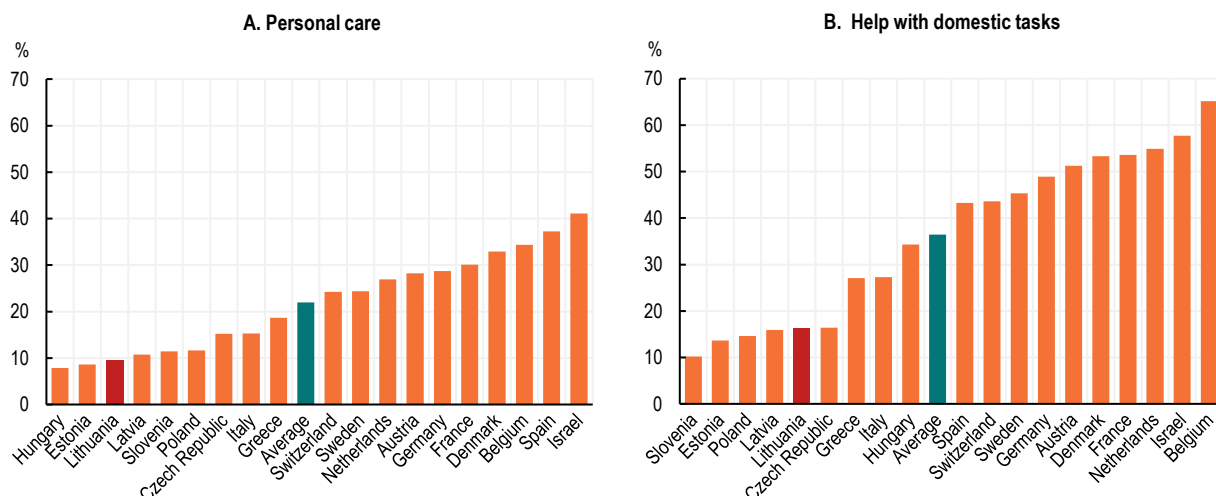 A. Personal care
%
70
60
50
40
30
20
10
0
Hungary
Estonia
Lithuania
Latvia
Slovenia
Poland
Czech Republic
Italy
Greece
Average
Switzerland
Sweden
Netherlands
Austria
Germany
France
Denmark
Belgium
Spain
Israel
B. Help with domestic tasks
%
70
60
50
40
30
20
10
0
Slovenia
Estonia
Poland
Latvia
Lithuania
Czech Republic
Greece
Italy
Hungary
Average
Spain
Switzerland
Sweden
Germany
Austria
Denmark
France
Netherlands
Israel
Belgium